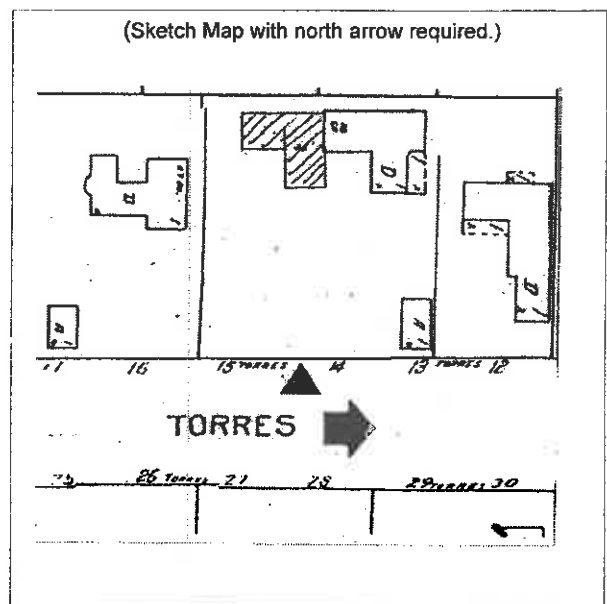 (Sketch Map with north arrow required.)
D
D
D
16 15 TORRES 14 13 TORRES 12
TORRES
26 TORRES 27 28 29 TORRES 30